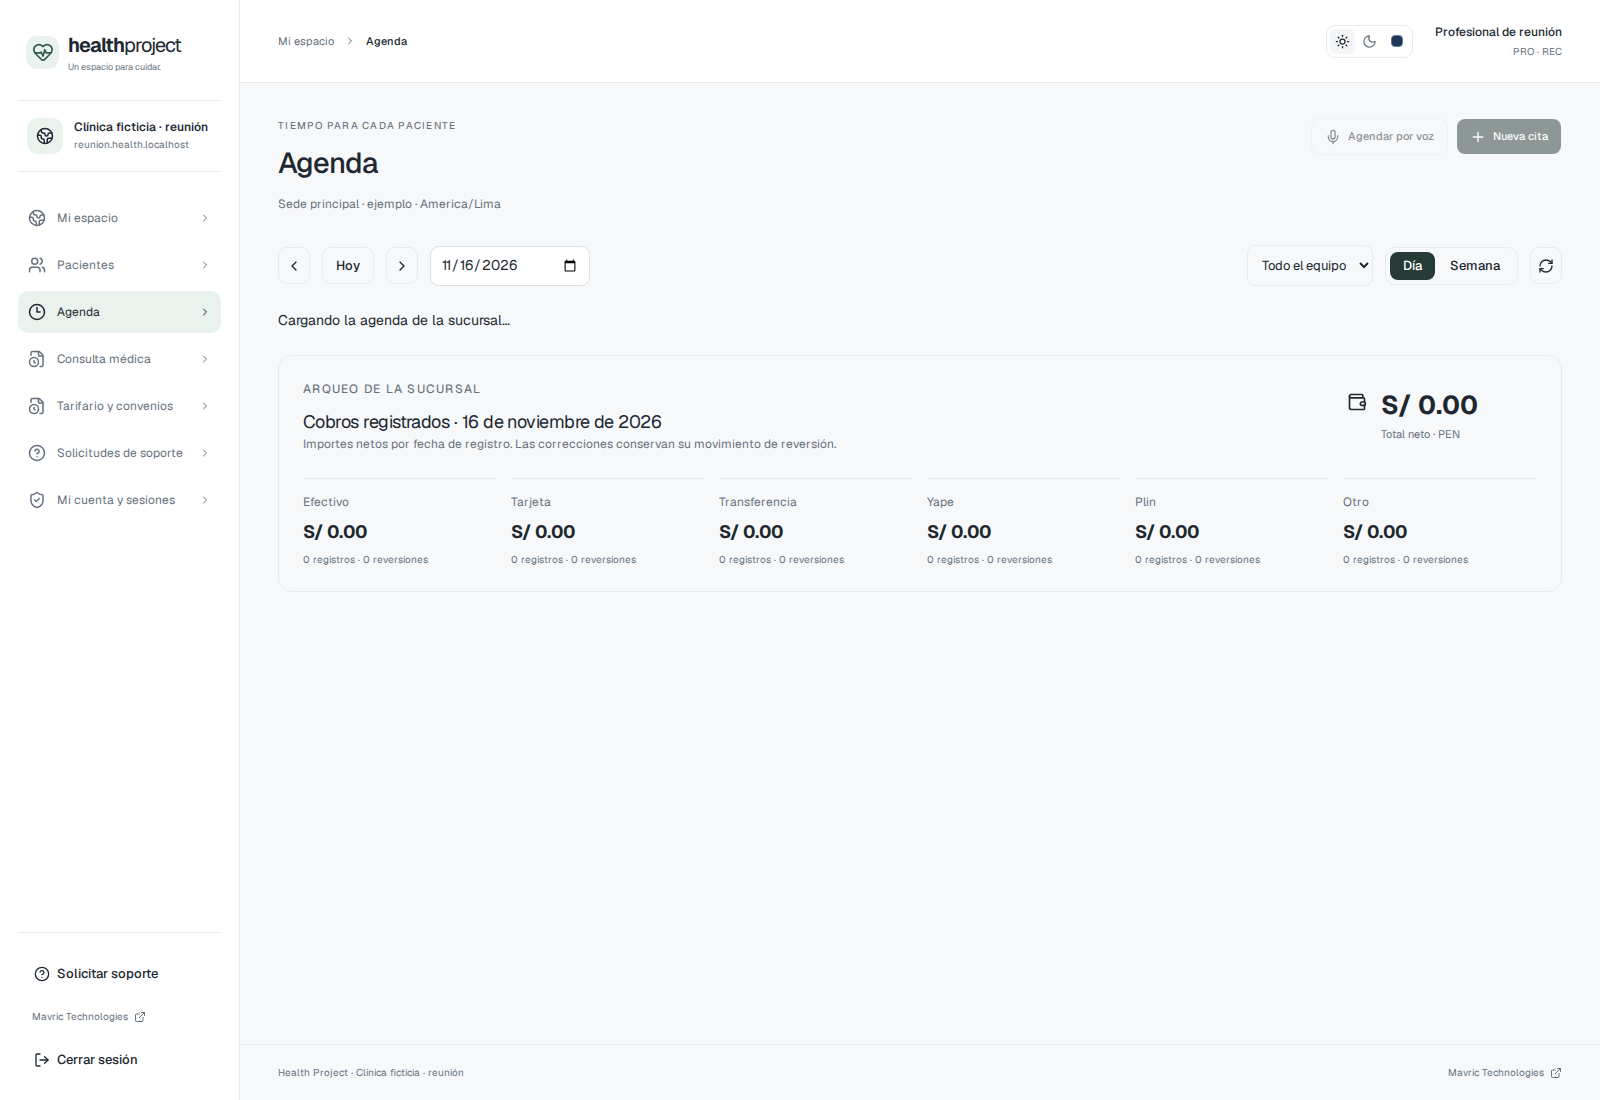 healthproject
Un espacio para cuidar.
Clínica ficticia · reunión
reunion.health.localhost
Mi espacio
Pacientes
Agenda
Consulta médica
Tarifario y convenios
Solicitudes de soporte
Mi cuenta y sesiones
Solicitar soporte
Mavric Technologies
Cerrar sesión
Mi espacio > Agenda
Profesional de reunión
PRO · REC
TIEMPO PARA CADA PACIENTE
Agenda
Sede principal · ejemplo · America/Lima
Agendar por voz
Nueva cita
Hoy
11/16/2026
Todo el equipo
Día
Semana
Cargando la agenda de la sucursal…
ARQUEO DE LA SUCURSAL
Cobros registrados · 16 de noviembre de 2026
Importes netos por fecha de registro. Las correcciones conservan su movimiento de reversión.
S/ 0.00
Total neto · PEN
Efectivo
S/ 0.00
0 registros · 0 reversiones
Tarjeta
S/ 0.00
0 registros · 0 reversiones
Transferencia
S/ 0.00
0 registros · 0 reversiones
Yape
S/ 0.00
0 registros · 0 reversiones
Plin
S/ 0.00
0 registros · 0 reversiones
Otro
S/ 0.00
0 registros · 0 reversiones
Health Project · Clínica ficticia · reunión
Mavric Technologies